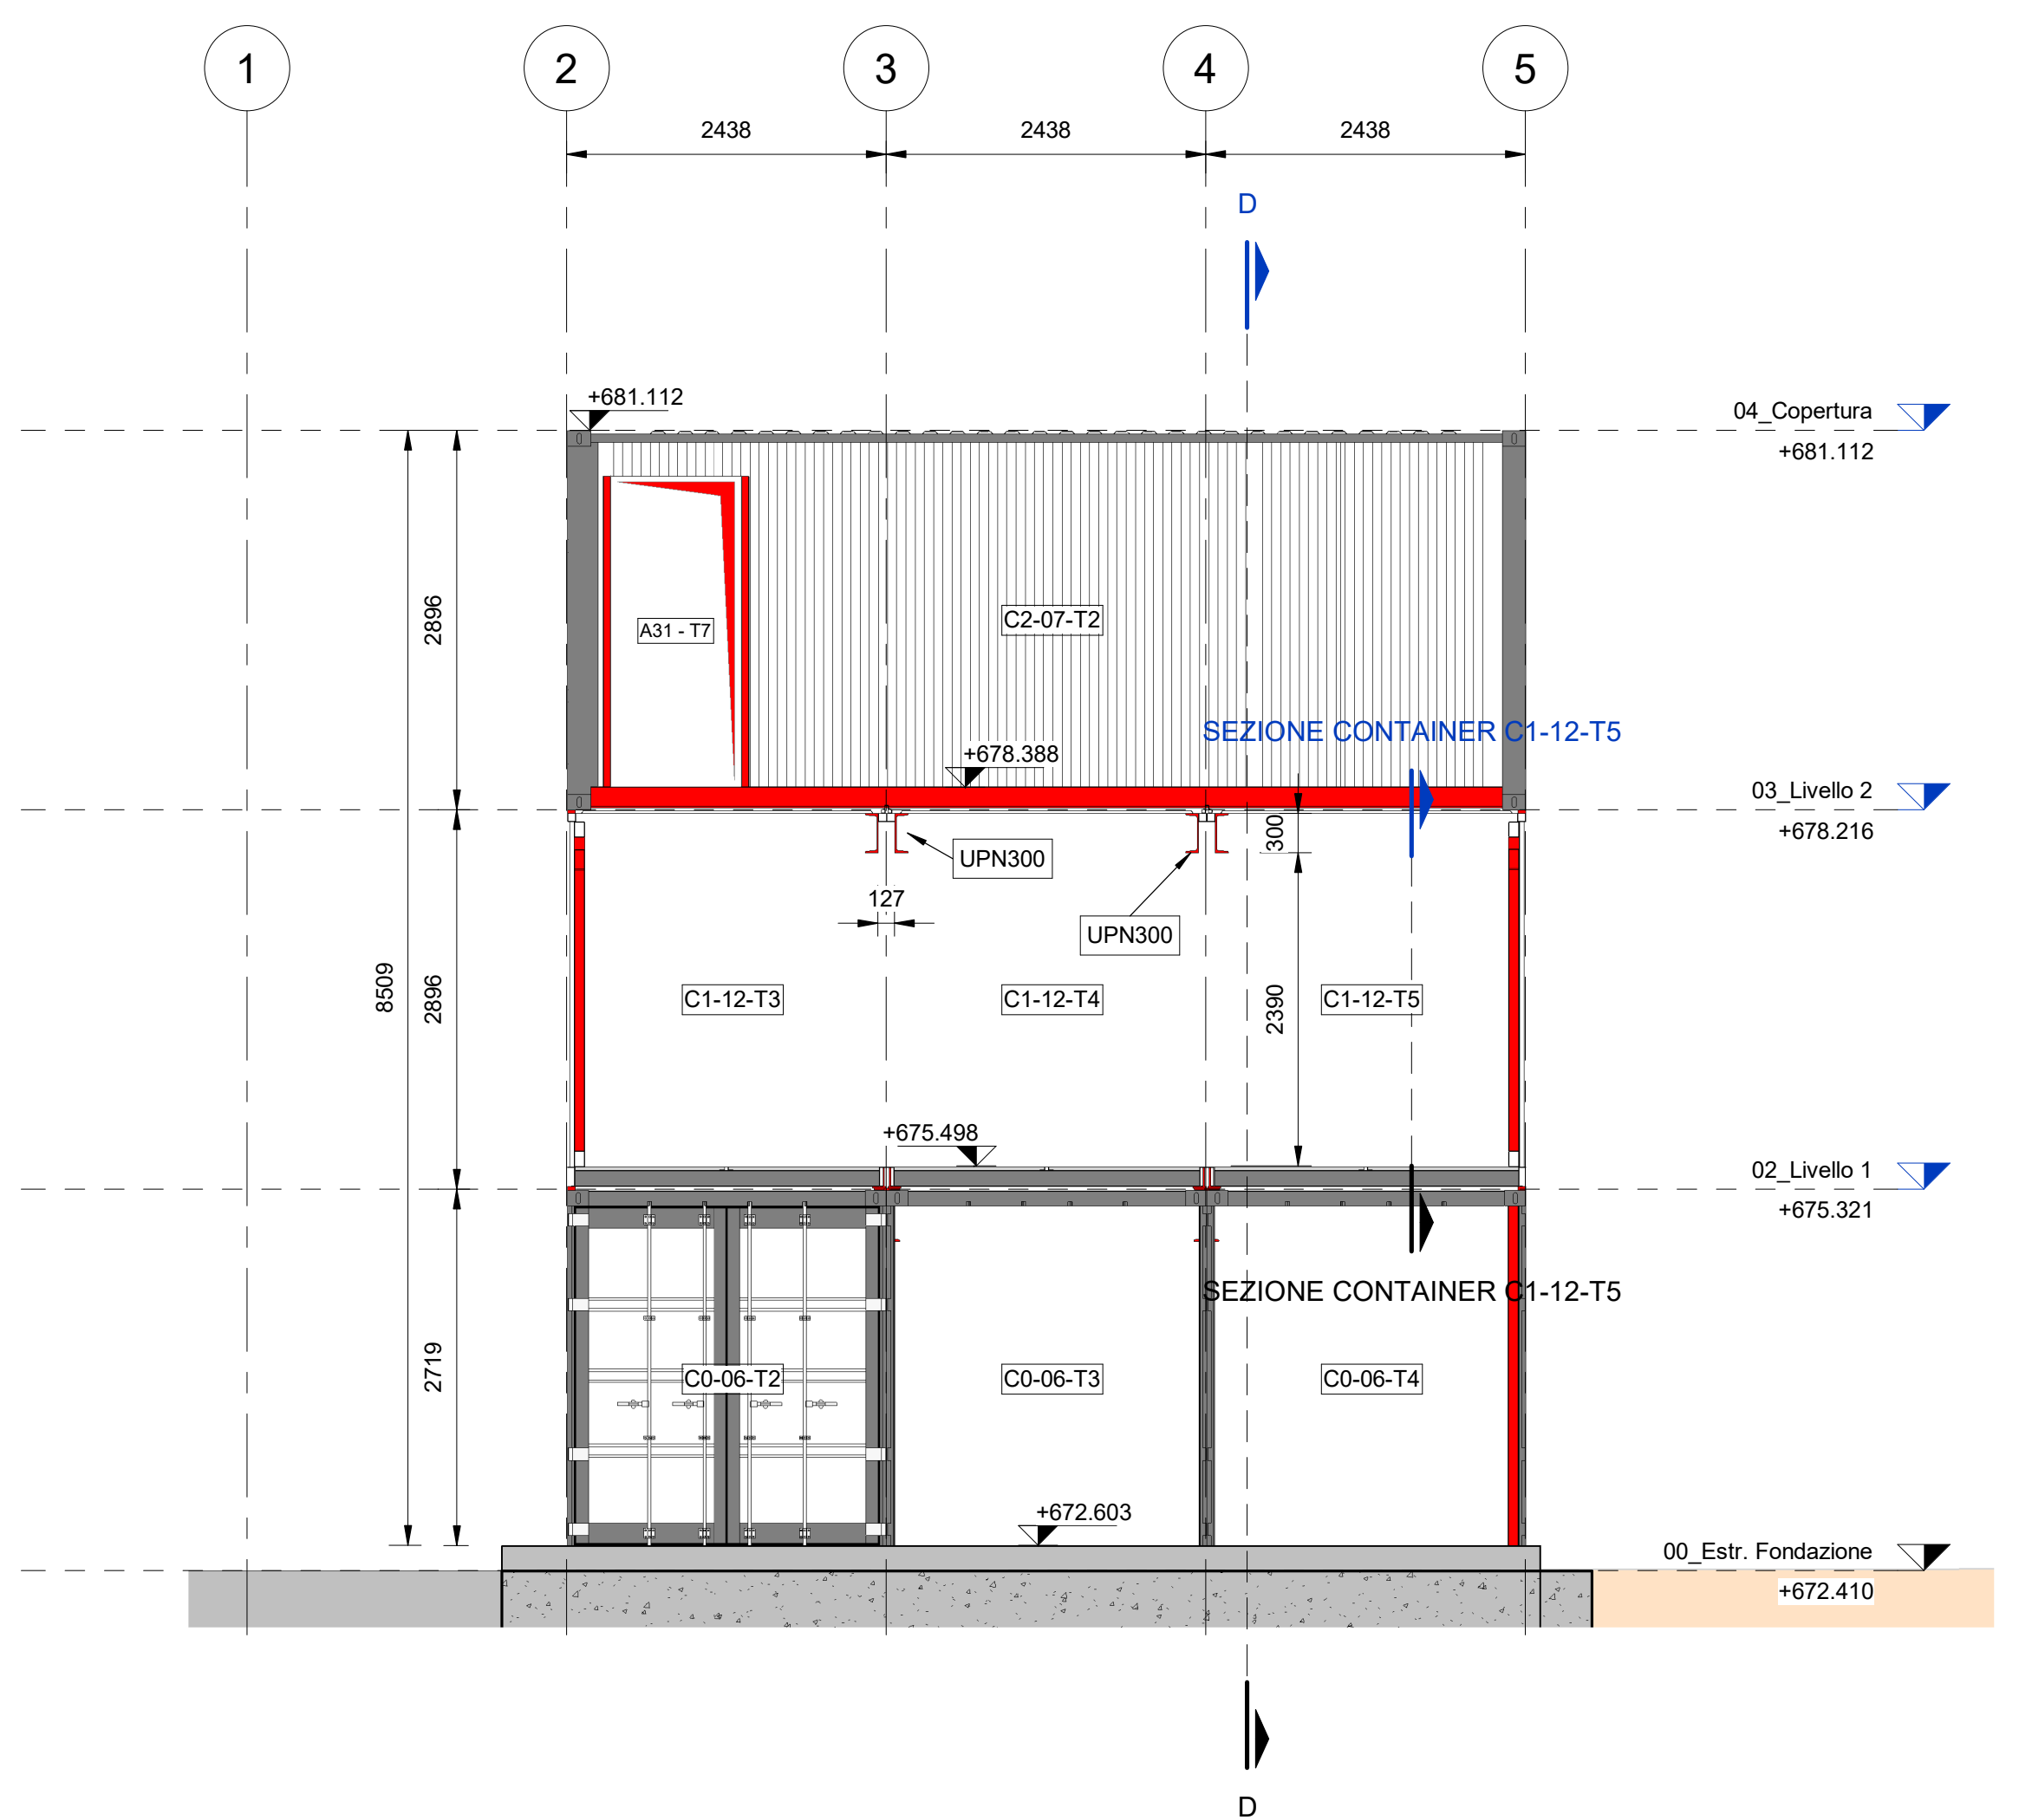 1 2 3 4 5
2438 2438 2438
D
+681.112
04_Copertura
+681.112
2896
A31 - T7
C2-07-T2
SEZIONE CONTAINER C1-12-T5
+678.388
03_Livello 2
+678.216
300
UPN300
127
UPN300
8509
2896
C1-12-T3
C1-12-T4
2390
C1-12-T5
+675.498
02_Livello 1
+675.321
SEZIONE CONTAINER C1-12-T5
2719
C0-06-T2
C0-06-T3
C0-06-T4
+672.603
00_Estr. Fondazione
+672.410
D